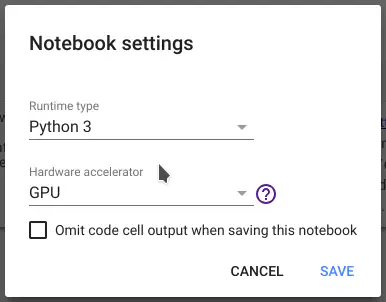 Notebook settings
Runtime type
Python 3
Hardware accelerator
GPU
?
Omit code cell output when saving this notebook
CANCEL SAVE